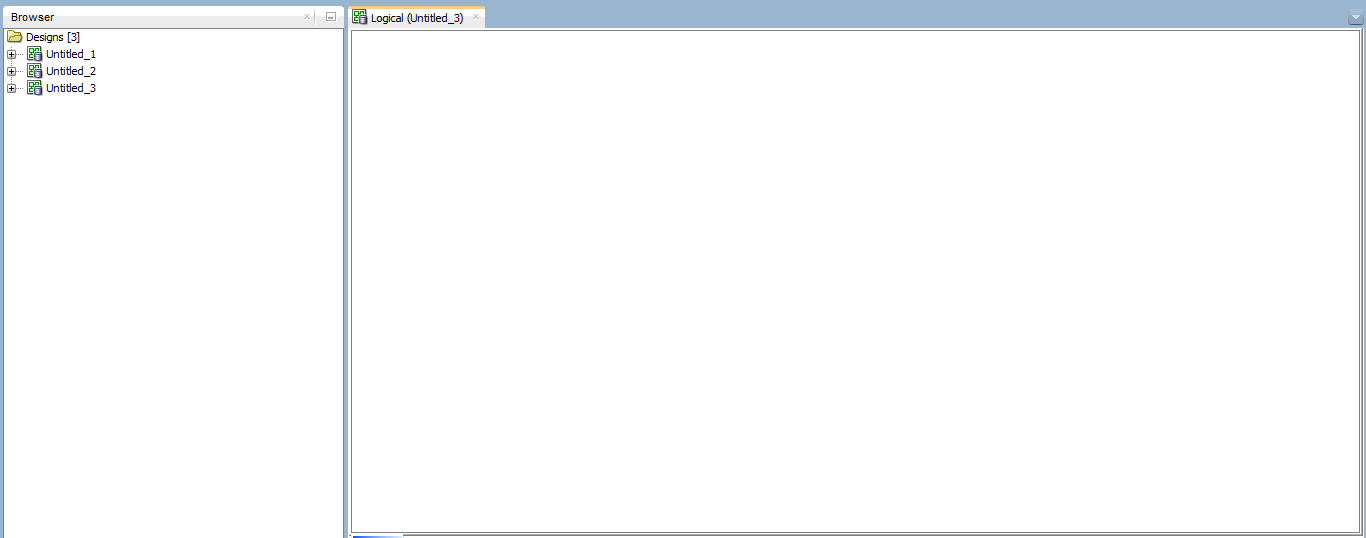 Browser
Logical (Untitled_3)
Designs [3]
Untitled_1
Untitled_2
Untitled_3